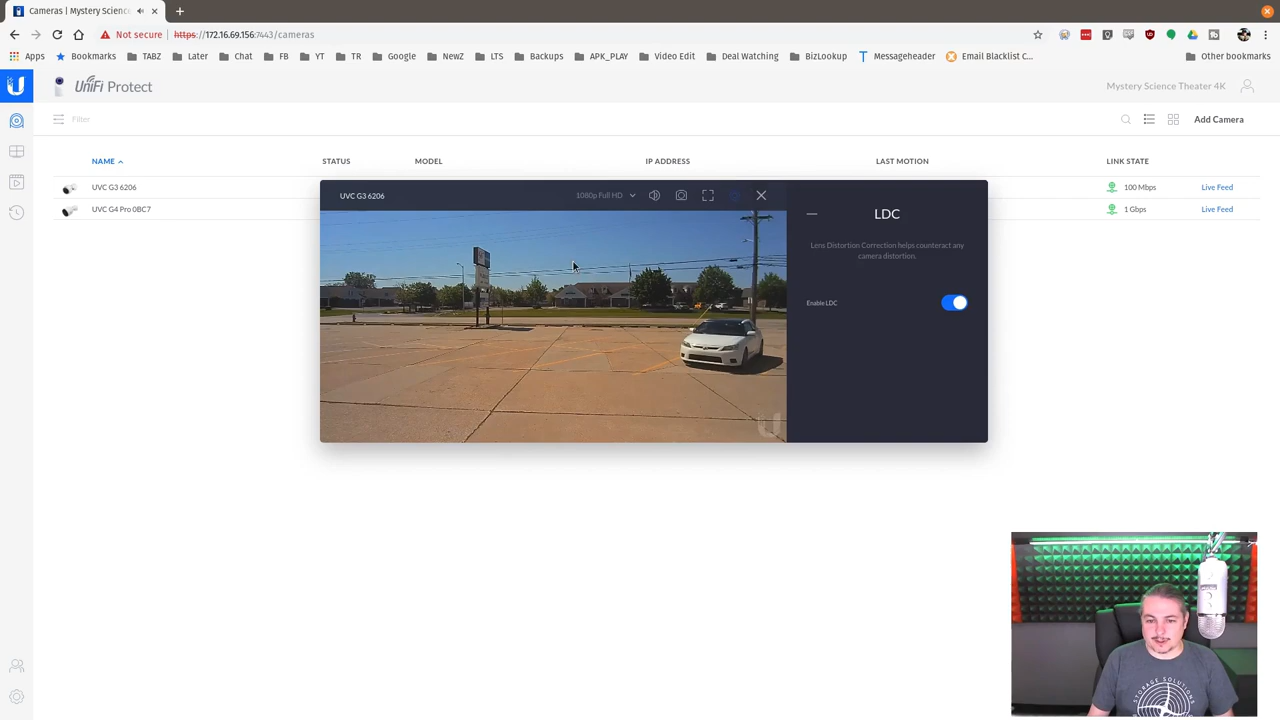 Cameras | Mystery Science
Not secure https://172.16.69.156:7443/cameras
Apps Bookmarks TABZ Later Chat FB YT TR Google NewZ LTS Backups APK_PLAY Video Edit Deal Watching BizLookup Messageheader Email Blacklist C... Other bookmarks
UniFi Protect Mystery Science Theater 4K
Filter Add Camera
NAME STATUS MODEL IP ADDRESS LAST MOTION LINK STATE
UVC G3 6206 100 Mbps Live Feed
UVC G4 Pro 0BC7 1 Gbps Live Feed
UVC G3 6206 1080p Full HD
LDC
Lens Distortion Correction helps counteract any
camera distortion.
Enable LDC
STORAGE SOLUTIONS